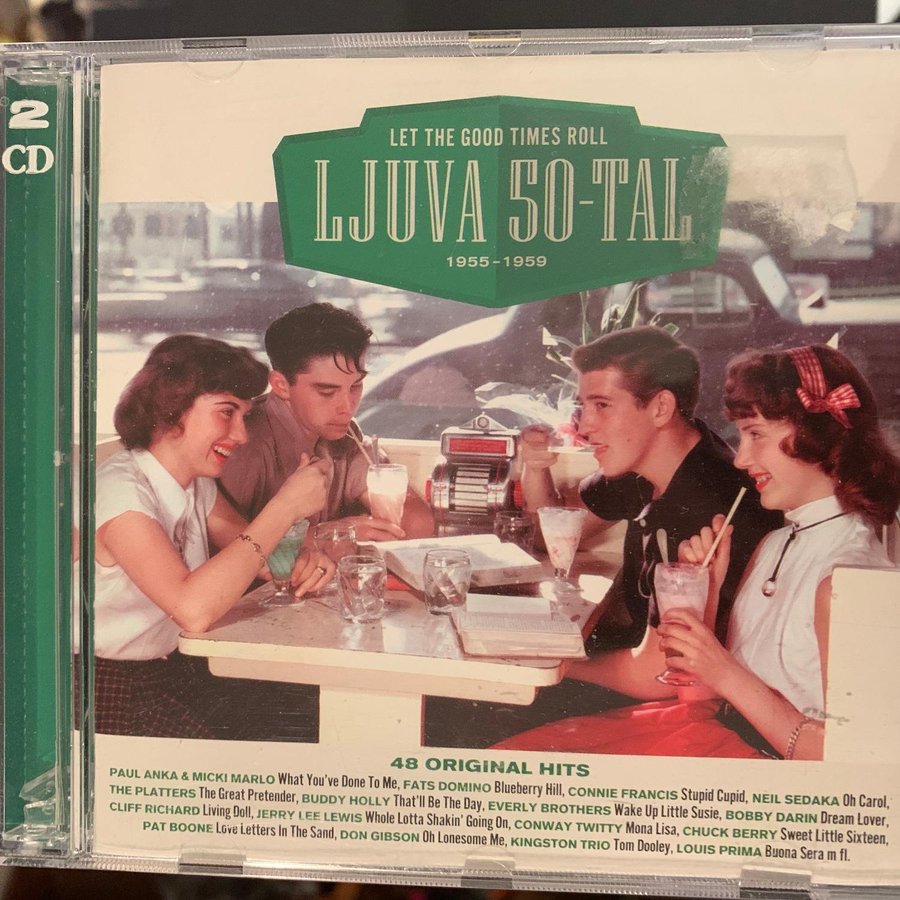 2
CD
LET THE GOOD TIMES ROLL
LJUVA 50-TAL
1955-1959
48 ORIGINAL HITS
PAUL ANKA & MICKI MARLO What You've Done To Me, FATS DOMINO Blueberry Hill, CONNIE FRANCIS Stupid Cupid, NEIL SEDAKA Oh Carol,
THE PLATTERS The Great Pretender, BUDDY HOLLY That'll Be The Day, EVERLY BROTHERS Wake Up Little Susie, BOBBY DARIN Dream Lover,
CLIFF RICHARD Living Doll, JERRY LEE LEWIS Whole Lotta Shakin' Going On, CONWAY TWITTY Mona Lisa, CHUCK BERRY Sweet Little Sixteen,
PAT BOONE Love Letters In The Sand, DON GIBSON Oh Lonesome Me, KINGSTON TRIO Tom Dooley, LOUIS PRIMA Buona Sera m fl.